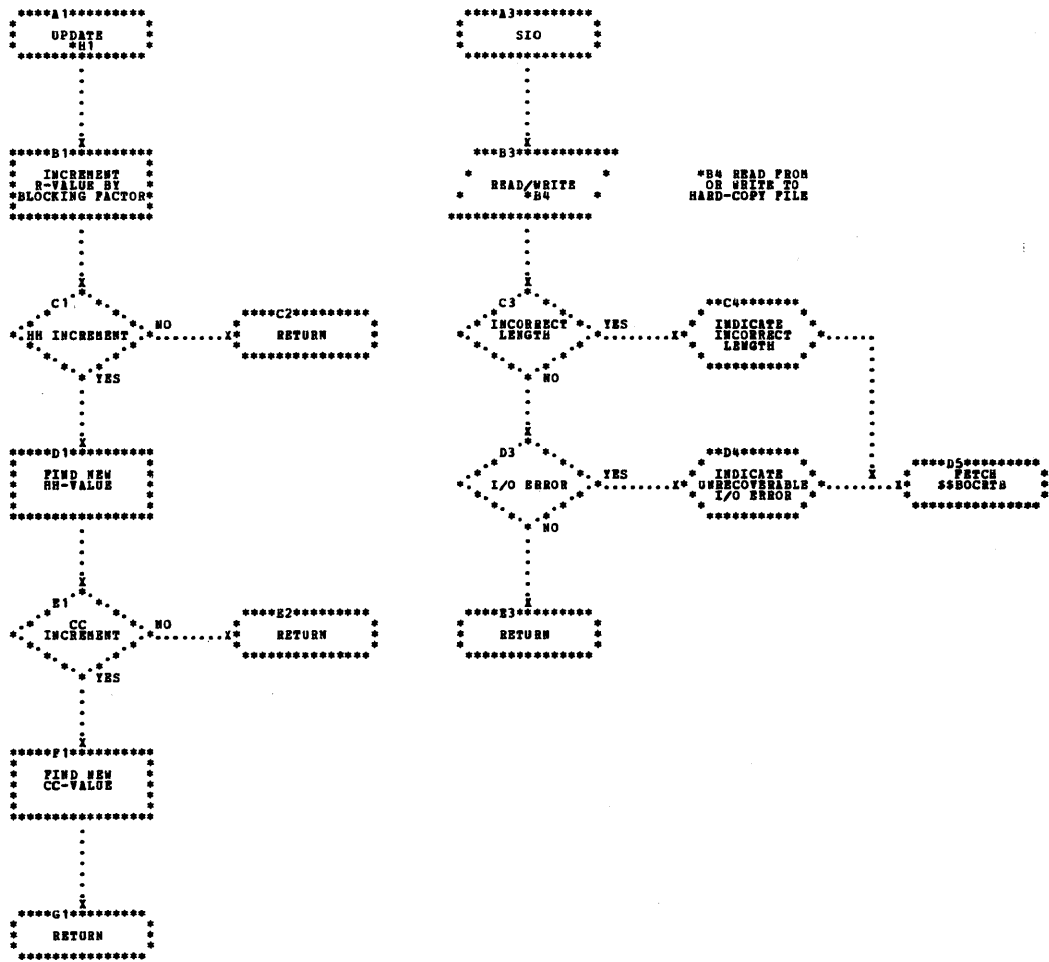 A1
UPDATE
*H1
B1
INCREMENT
R-VALUE BY
BLOCKING FACTOR
C1
HH INCREMENT
NO
YES
C2
RETURN
D1
FIND NEW
HH-VALUE
E1
CC
INCREMENT
NO
YES
E2
RETURN
F1
FIND NEW
CC-VALUE
G1
RETURN
A3
SIO
B3
READ/WRITE
*B4
*B4 READ FROM
OR WRITE TO
HARD-COPY FILE
C3
INCORRECT
LENGTH
YES
NO
C4
INDICATE
INCORRECT
LENGTH
D3
I/O ERROR
YES
NO
D4
INDICATE
UNRECOVERABLE
I/O ERROR
D5
FETCH
$$BOCRTB
E3
RETURN